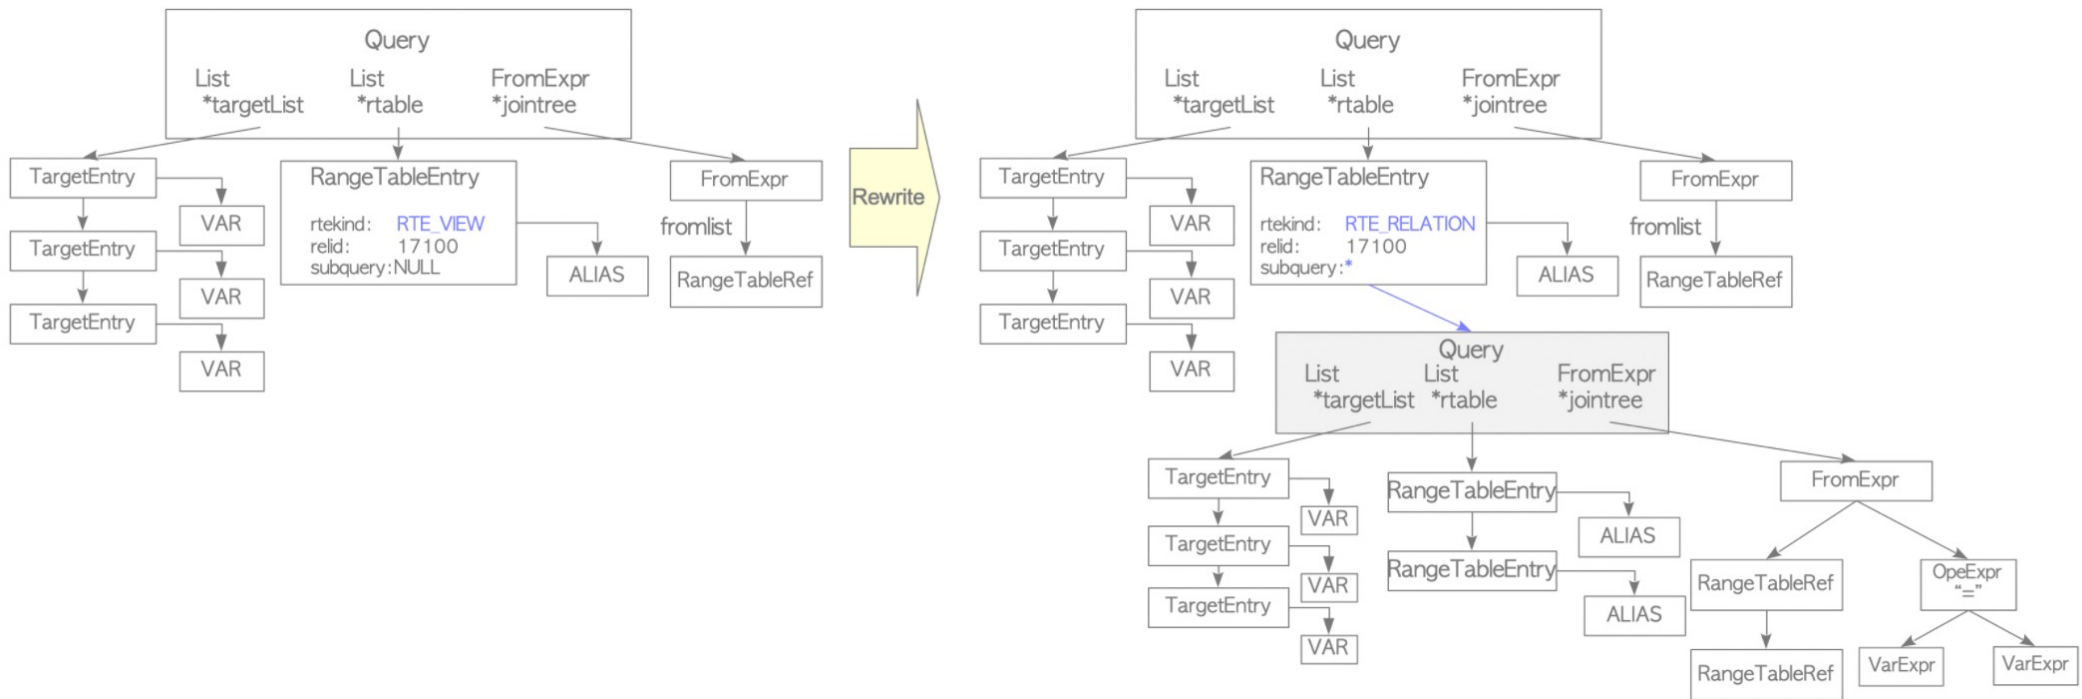 Query
List List FromExpr
*targetList *rtable *jointree
TargetEntry
VAR
TargetEntry
VAR
TargetEntry
VAR
RangeTableEntry
rtekind: RTE_VIEW
relid: 17100
subquery:NULL
ALIAS
FromExpr
fromlist
RangeTableRef
Rewrite
Query
List List FromExpr
*targetList *rtable *jointree
TargetEntry
VAR
TargetEntry
VAR
TargetEntry
VAR
RangeTableEntry
rtekind: RTE_RELATION
relid: 17100
subquery:*
ALIAS
FromExpr
fromlist
RangeTableRef
Query
List List FromExpr
*targetList *rtable *jointree
TargetEntry
VAR
TargetEntry
VAR
TargetEntry
VAR
RangeTableEntry
ALIAS
RangeTableEntry
ALIAS
FromExpr
RangeTableRef
RangeTableRef
OpeExpr
“=”
VarExpr
VarExpr